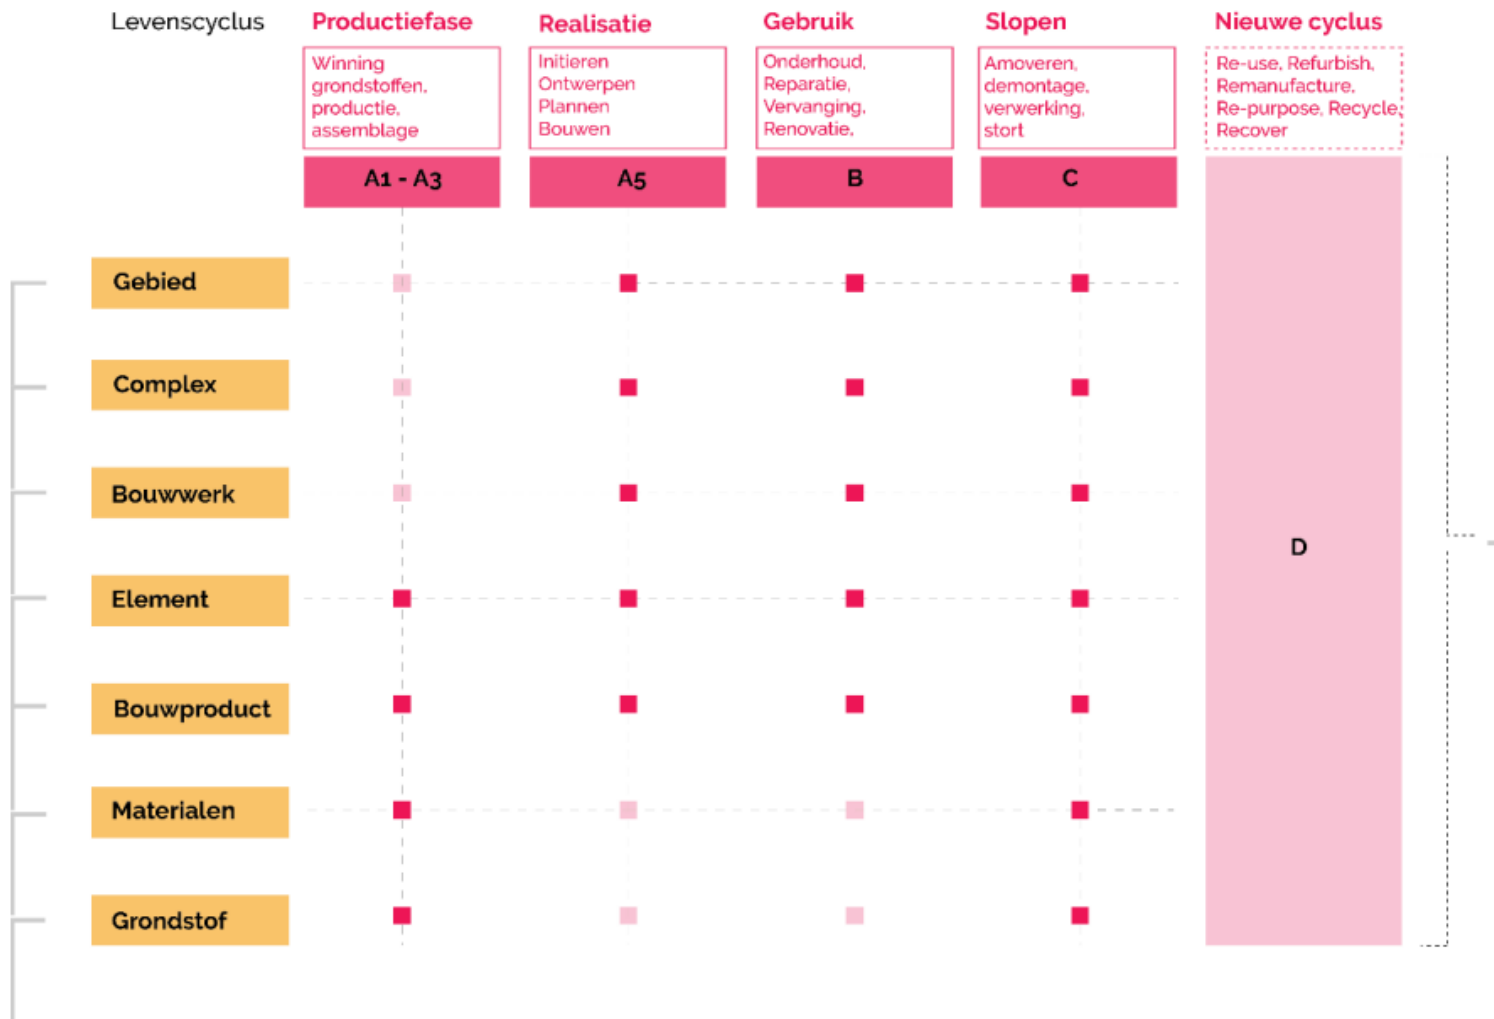 Levenscyclus
Productiefase
Realisatie
Gebruik
Slopen
Nieuwe cyclus
Winning
grondstoffen,
productie,
assemblage
Initieren
Ontwerpen
Plannen
Bouwen
Onderhoud,
Reparatie,
Vervanging,
Renovatie,
Amoveren,
demontage,
verwerking,
stort
Re-use, Refurbish,
Remanufacture,
Re-purpose, Recycle,
Recover
A1 - A3
A5
B
C
D
Gebied
Complex
Bouwwerk
Element
Bouwproduct
Materialen
Grondstof